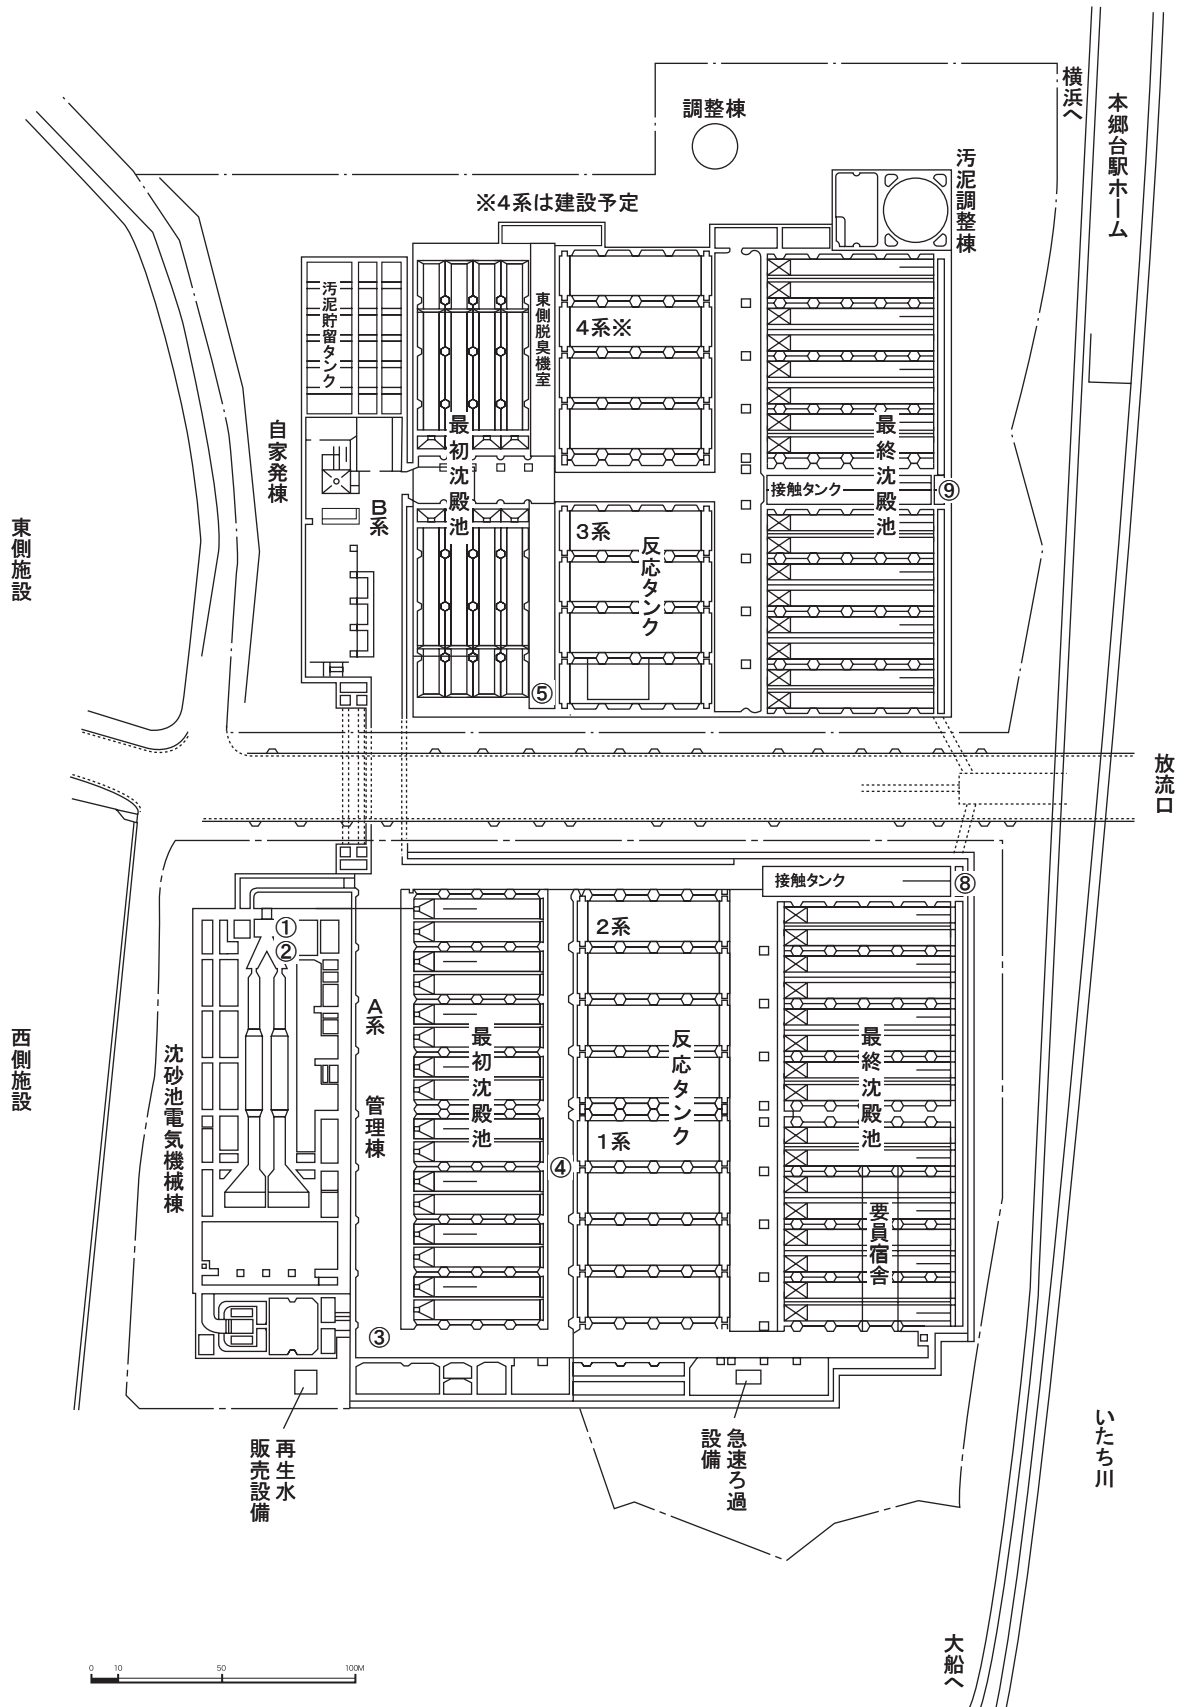 横浜へ
本郷台駅ホーム
調整棟
汚泥調整棟
※4系は建設予定
汚泥貯留タンク
東側脱臭機室
4系※
自家発棟
最初沈殿池
最終沈殿池
接触タンク
⑨
B系
3系
反応タンク
東側施設
⑤
放流口
接触タンク
⑧
①
②
2系
A系
最初沈殿池
反応タンク
最終沈殿池
西側施設
沈砂池電気機械棟
管理棟
1系
④
要員宿舎
③
再生水
販売設備
急速ろ過
設備
いたち川
大船へ
0 10 50 100M